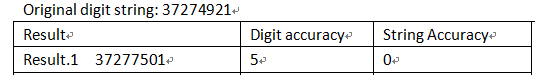 Original digit string: 37274921
Result Digit accuracy String Accuracy
Result.1 37277501 5 0